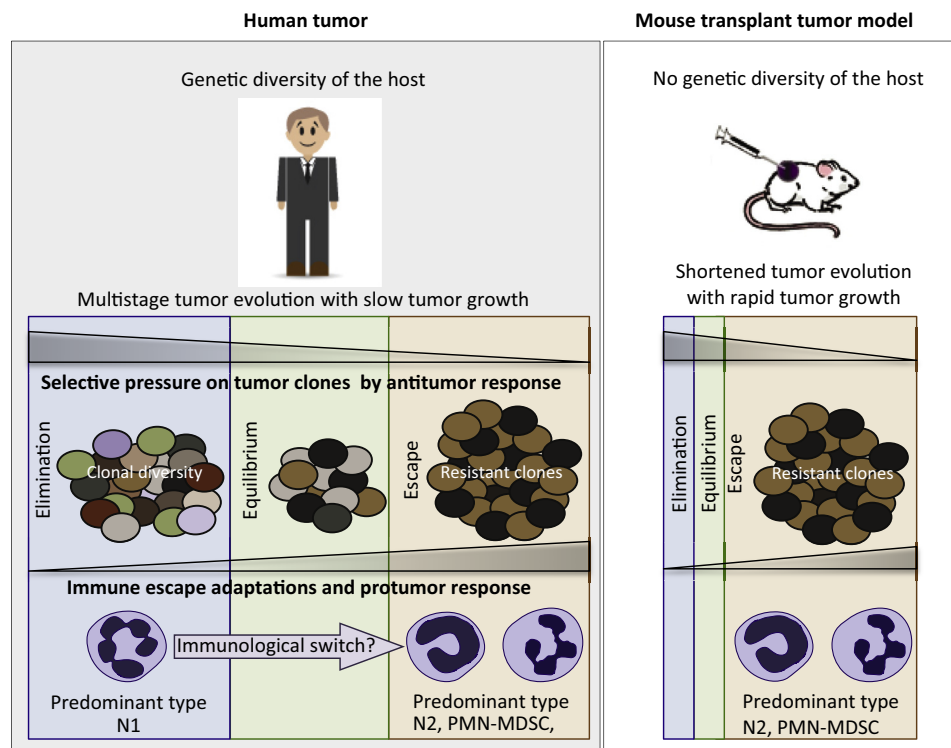 Human tumor
Genetic diversity of the host
Multistage tumor evolution with slow tumor growth
Selective pressure on tumor clones by antitumor response
Elimination
Clonal diversity
Equilibrium
Escape
Resistant clones
Immune escape adaptations and protumor response
Immunological switch?
Predominant type
N1
Predominant type
N2, PMN-MDSC,
Mouse transplant tumor model
No genetic diversity of the host
Shortened tumor evolution
with rapid tumor growth
Elimination
Equilibrium
Escape
Resistant clones
Predominant type
N2, PMN-MDSC